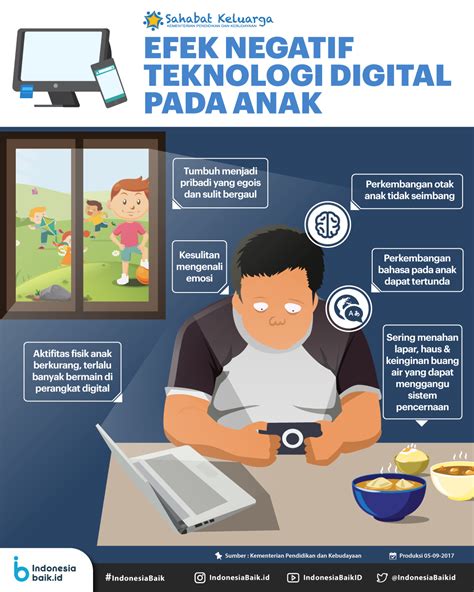 Sahabat Keluarga
KEMENTERIAN PENDIDIKAN DAN KEBUDAYAAN
EFEK NEGATIF
TEKNOLOGI DIGITAL
PADA ANAK
Tumbuh menjadi
pribadi yang egois
dan sulit bergaul
Perkembangan otak
anak tidak seimbang
Kesulitan
mengenali
emosi
Perkembangan
bahasa pada anak
dapat tertunda
Aktifitas fisik anak
berkurang, terlalu
banyak bermain di
perangkat digital
Sering menahan
lapar, haus &
keinginan buang
air yang dapat
menggangu
sistem
pencernaan
Sumber : Kementerian Pendidikan dan Kebudayaan
Produksi 05-09-2017
Indonesia
baik.id
#IndonesiaBaik
IndonesiaBaik.id
IndonesiaBaikID
@IndonesiaBaikid